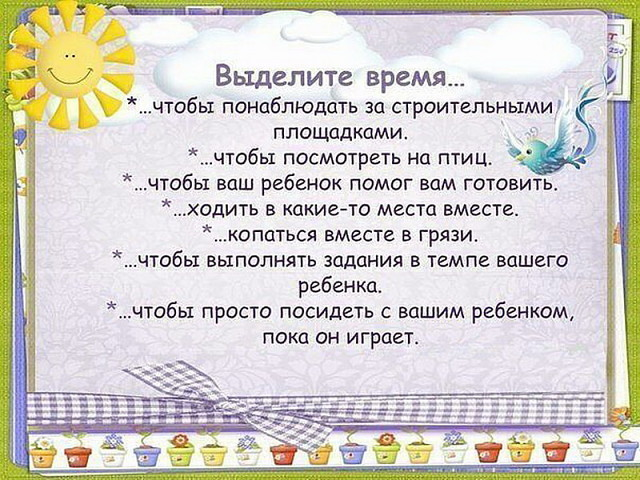 Выделите время...
*...чтобы понаблюдать за строительными
площадками.
*...чтобы посмотреть на птиц.
*...чтобы ваш ребенок помог вам готовить.
*...ходить в какие-то места вместе.
*...копаться вместе в грязи.
*...чтобы выполнять задания в темпе вашего
ребенка.
*...чтобы просто посидеть с вашим ребенком,
пока он играет.